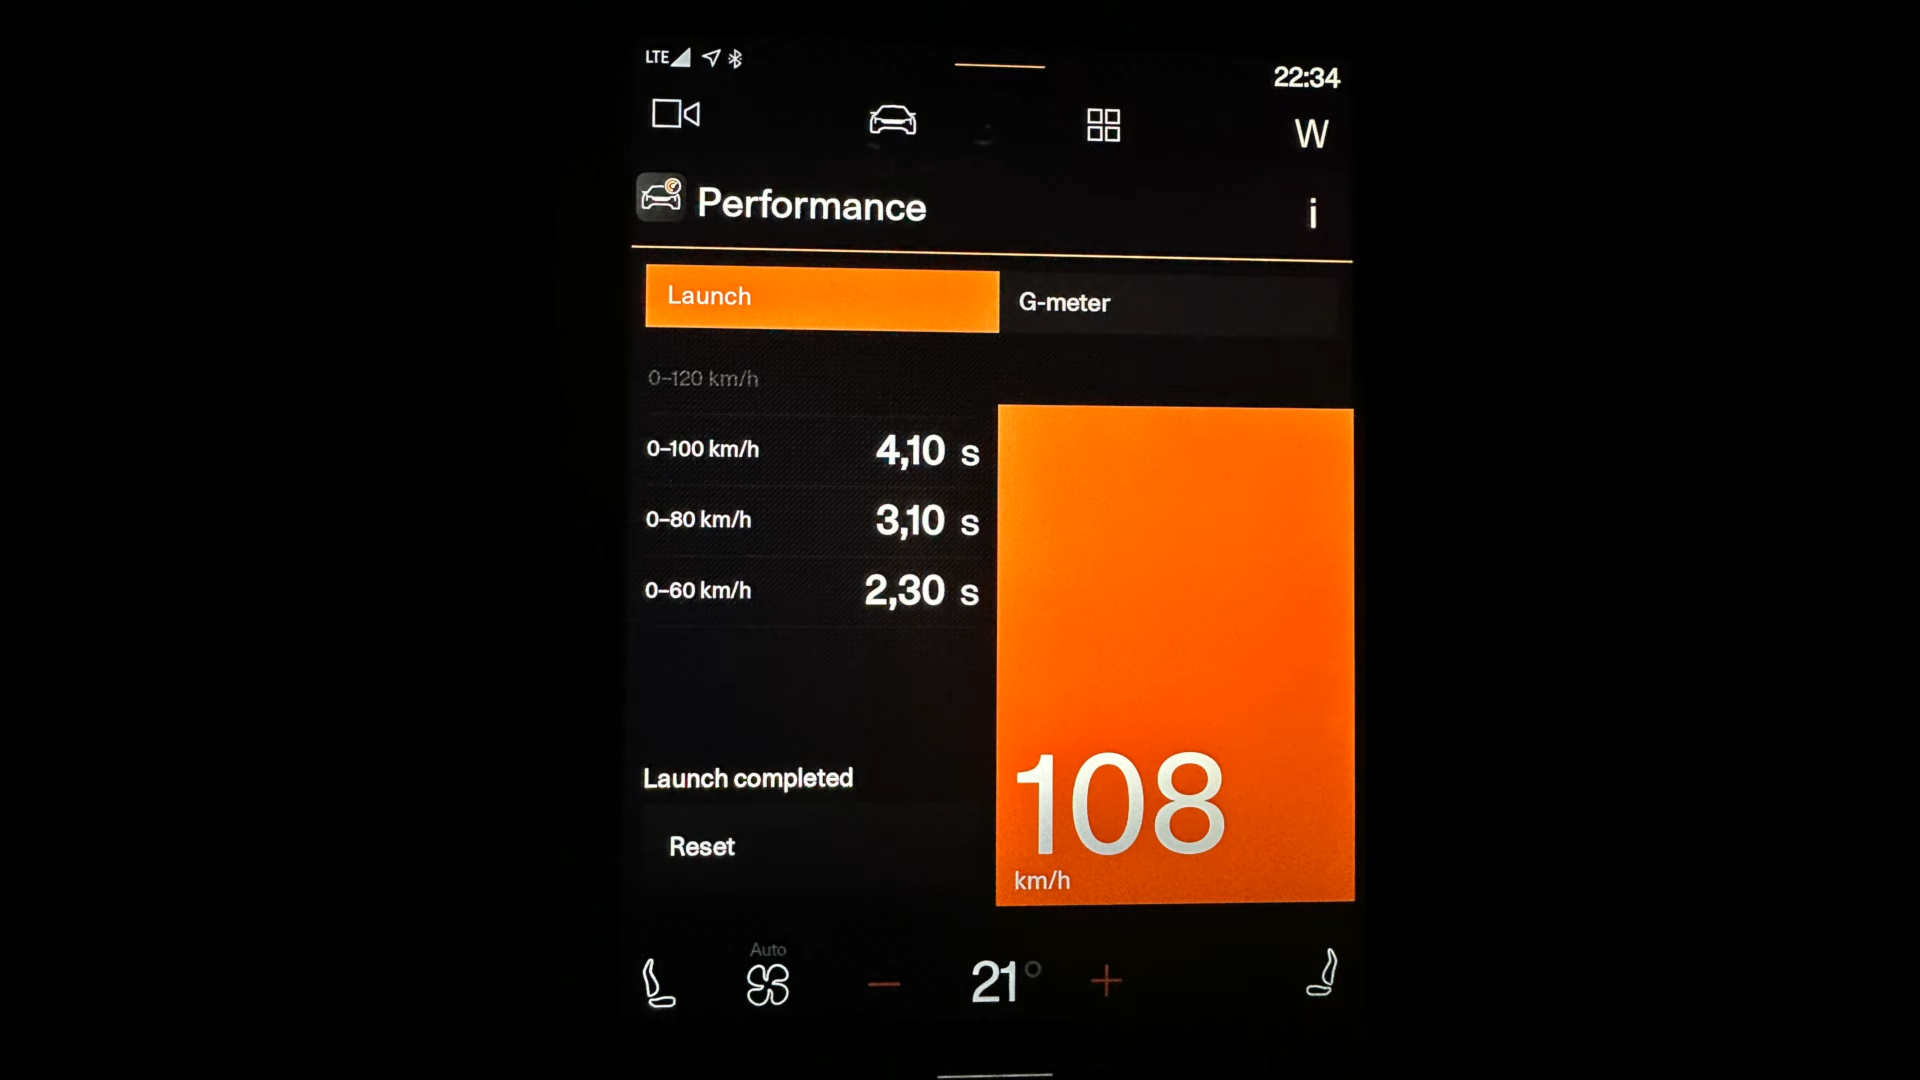 LTE
22:34
W
Performance
i
Launch
G-meter
0–120 km/h
0–100 km/h 4,10 s
0–80 km/h 3,10 s
0–60 km/h 2,30 s
Launch completed
Reset
108
km/h
Auto
21°